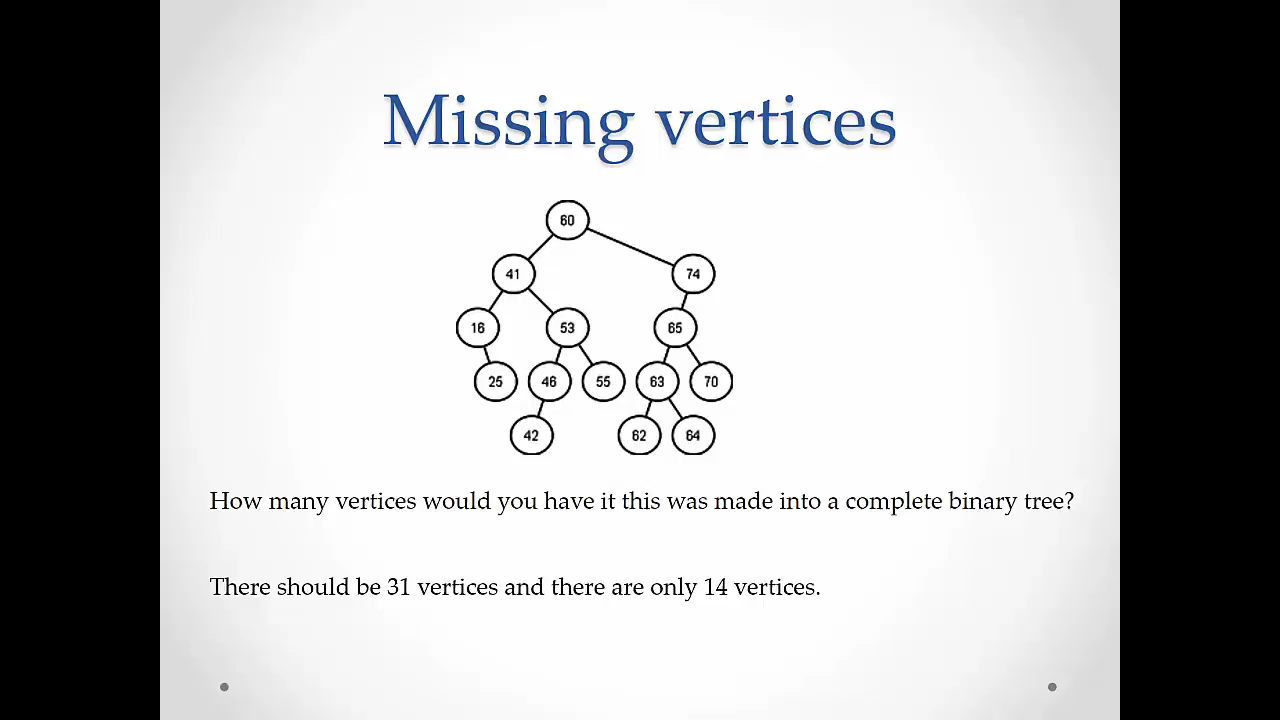 Missing vertices
60
41 74
16 53 65
25 46 55 63 70
42 62 64
How many vertices would you have it this was made into a complete binary tree?
There should be 31 vertices and there are only 14 vertices.